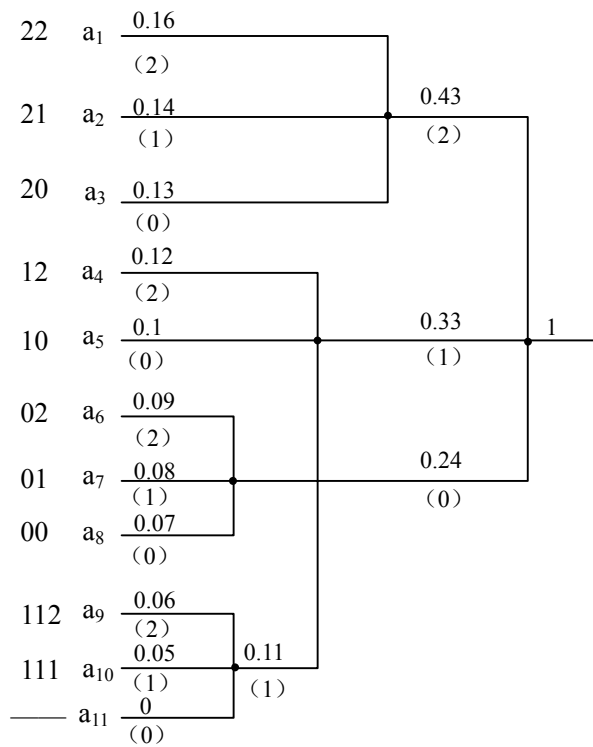 22 a₁ 0.16
（2）
21 a₂ 0.14 0.43
（1） （2）
20 a₃ 0.13
（0）
12 a₄ 0.12
（2）
10 a₅ 0.1 0.33 1
（0） （1）
02 a₆ 0.09
（2）
01 a₇ 0.08 0.24
（1） （0）
00 a₈ 0.07
（0）
112 a₉ 0.06
（2）
111 a₁₀ 0.05 0.11
（1） （1）
—— a₁₁ 0
（0）